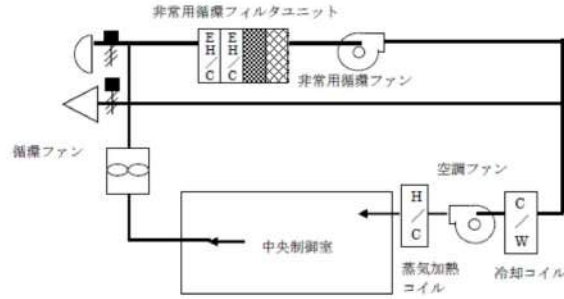 非常用循環フィルタユニット
EH/C
EH/C
非常用循環ファン
循環ファン
空調ファン
H/C
C/W
中央制御室
蒸気加熱
コイル
冷却コイル